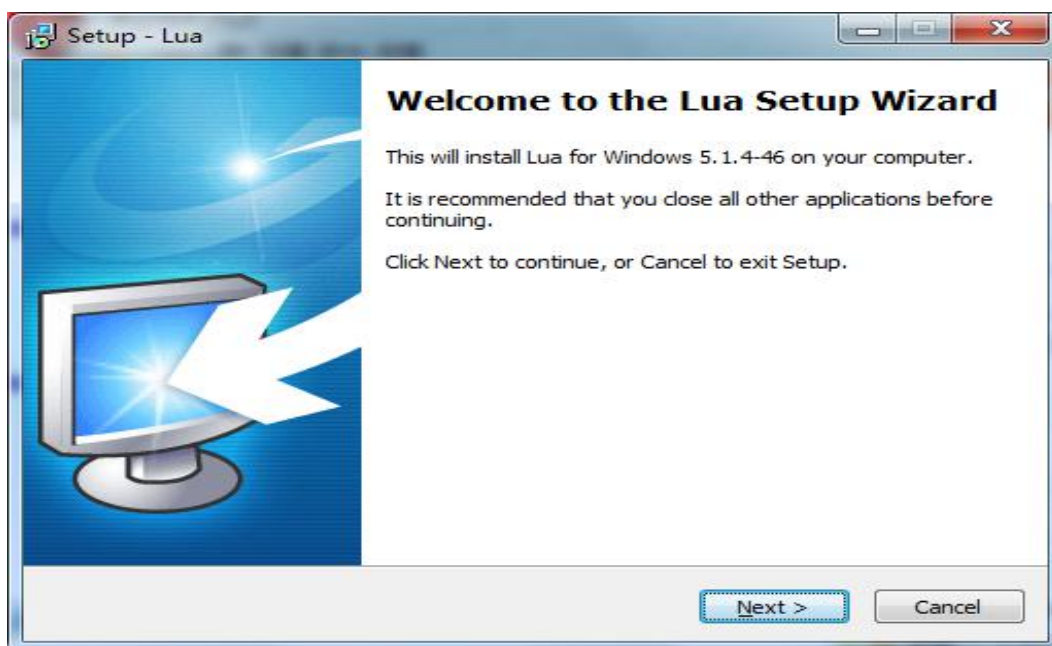 Setup - Lua
Welcome to the Lua Setup Wizard
This will install Lua for Windows 5.1.4-46 on your computer.
It is recommended that you close all other applications before
continuing.
Click Next to continue, or Cancel to exit Setup.
Next >
Cancel